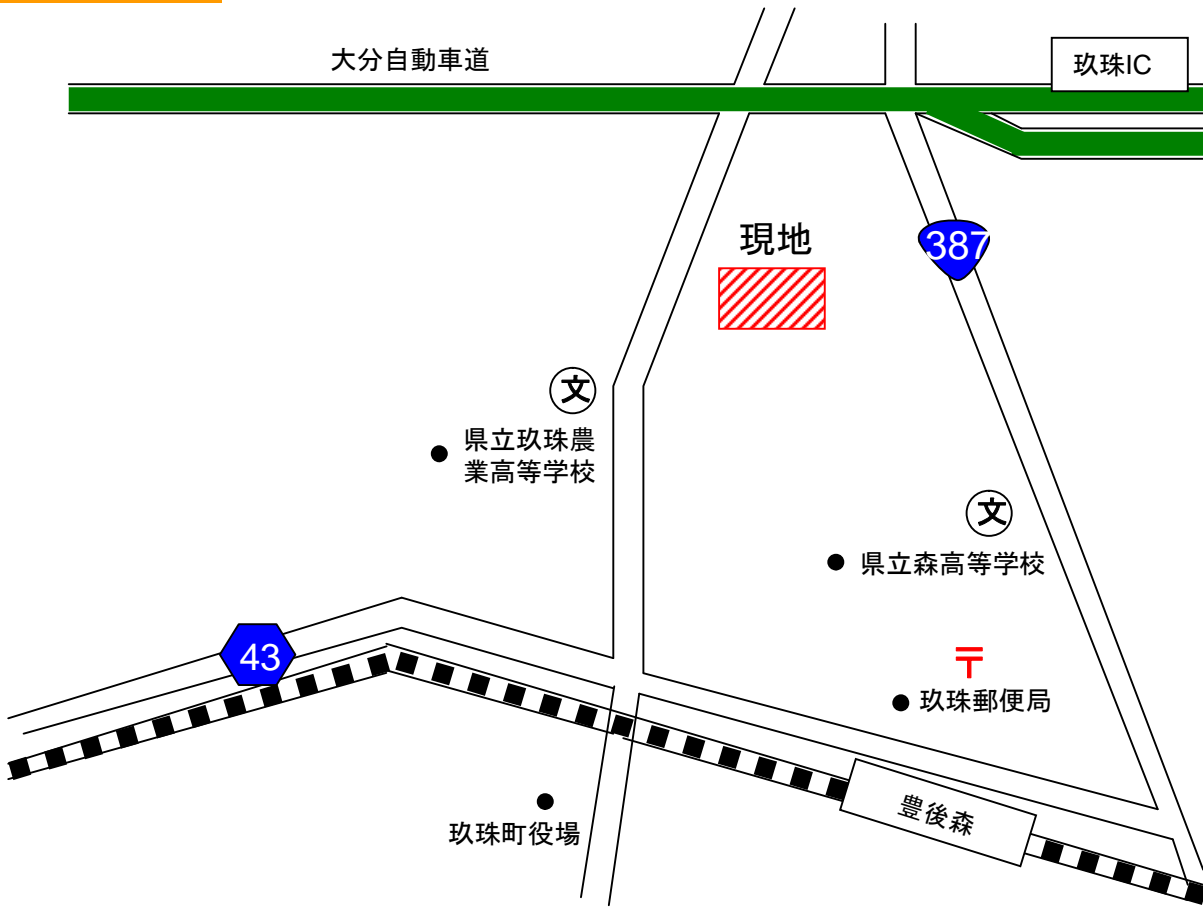 大分自動車道
玖珠IC
現地
387
文
県立玖珠農
業高等学校
文
県立森高等学校
43
〒
玖珠郵便局
豊後森
玖珠町役場